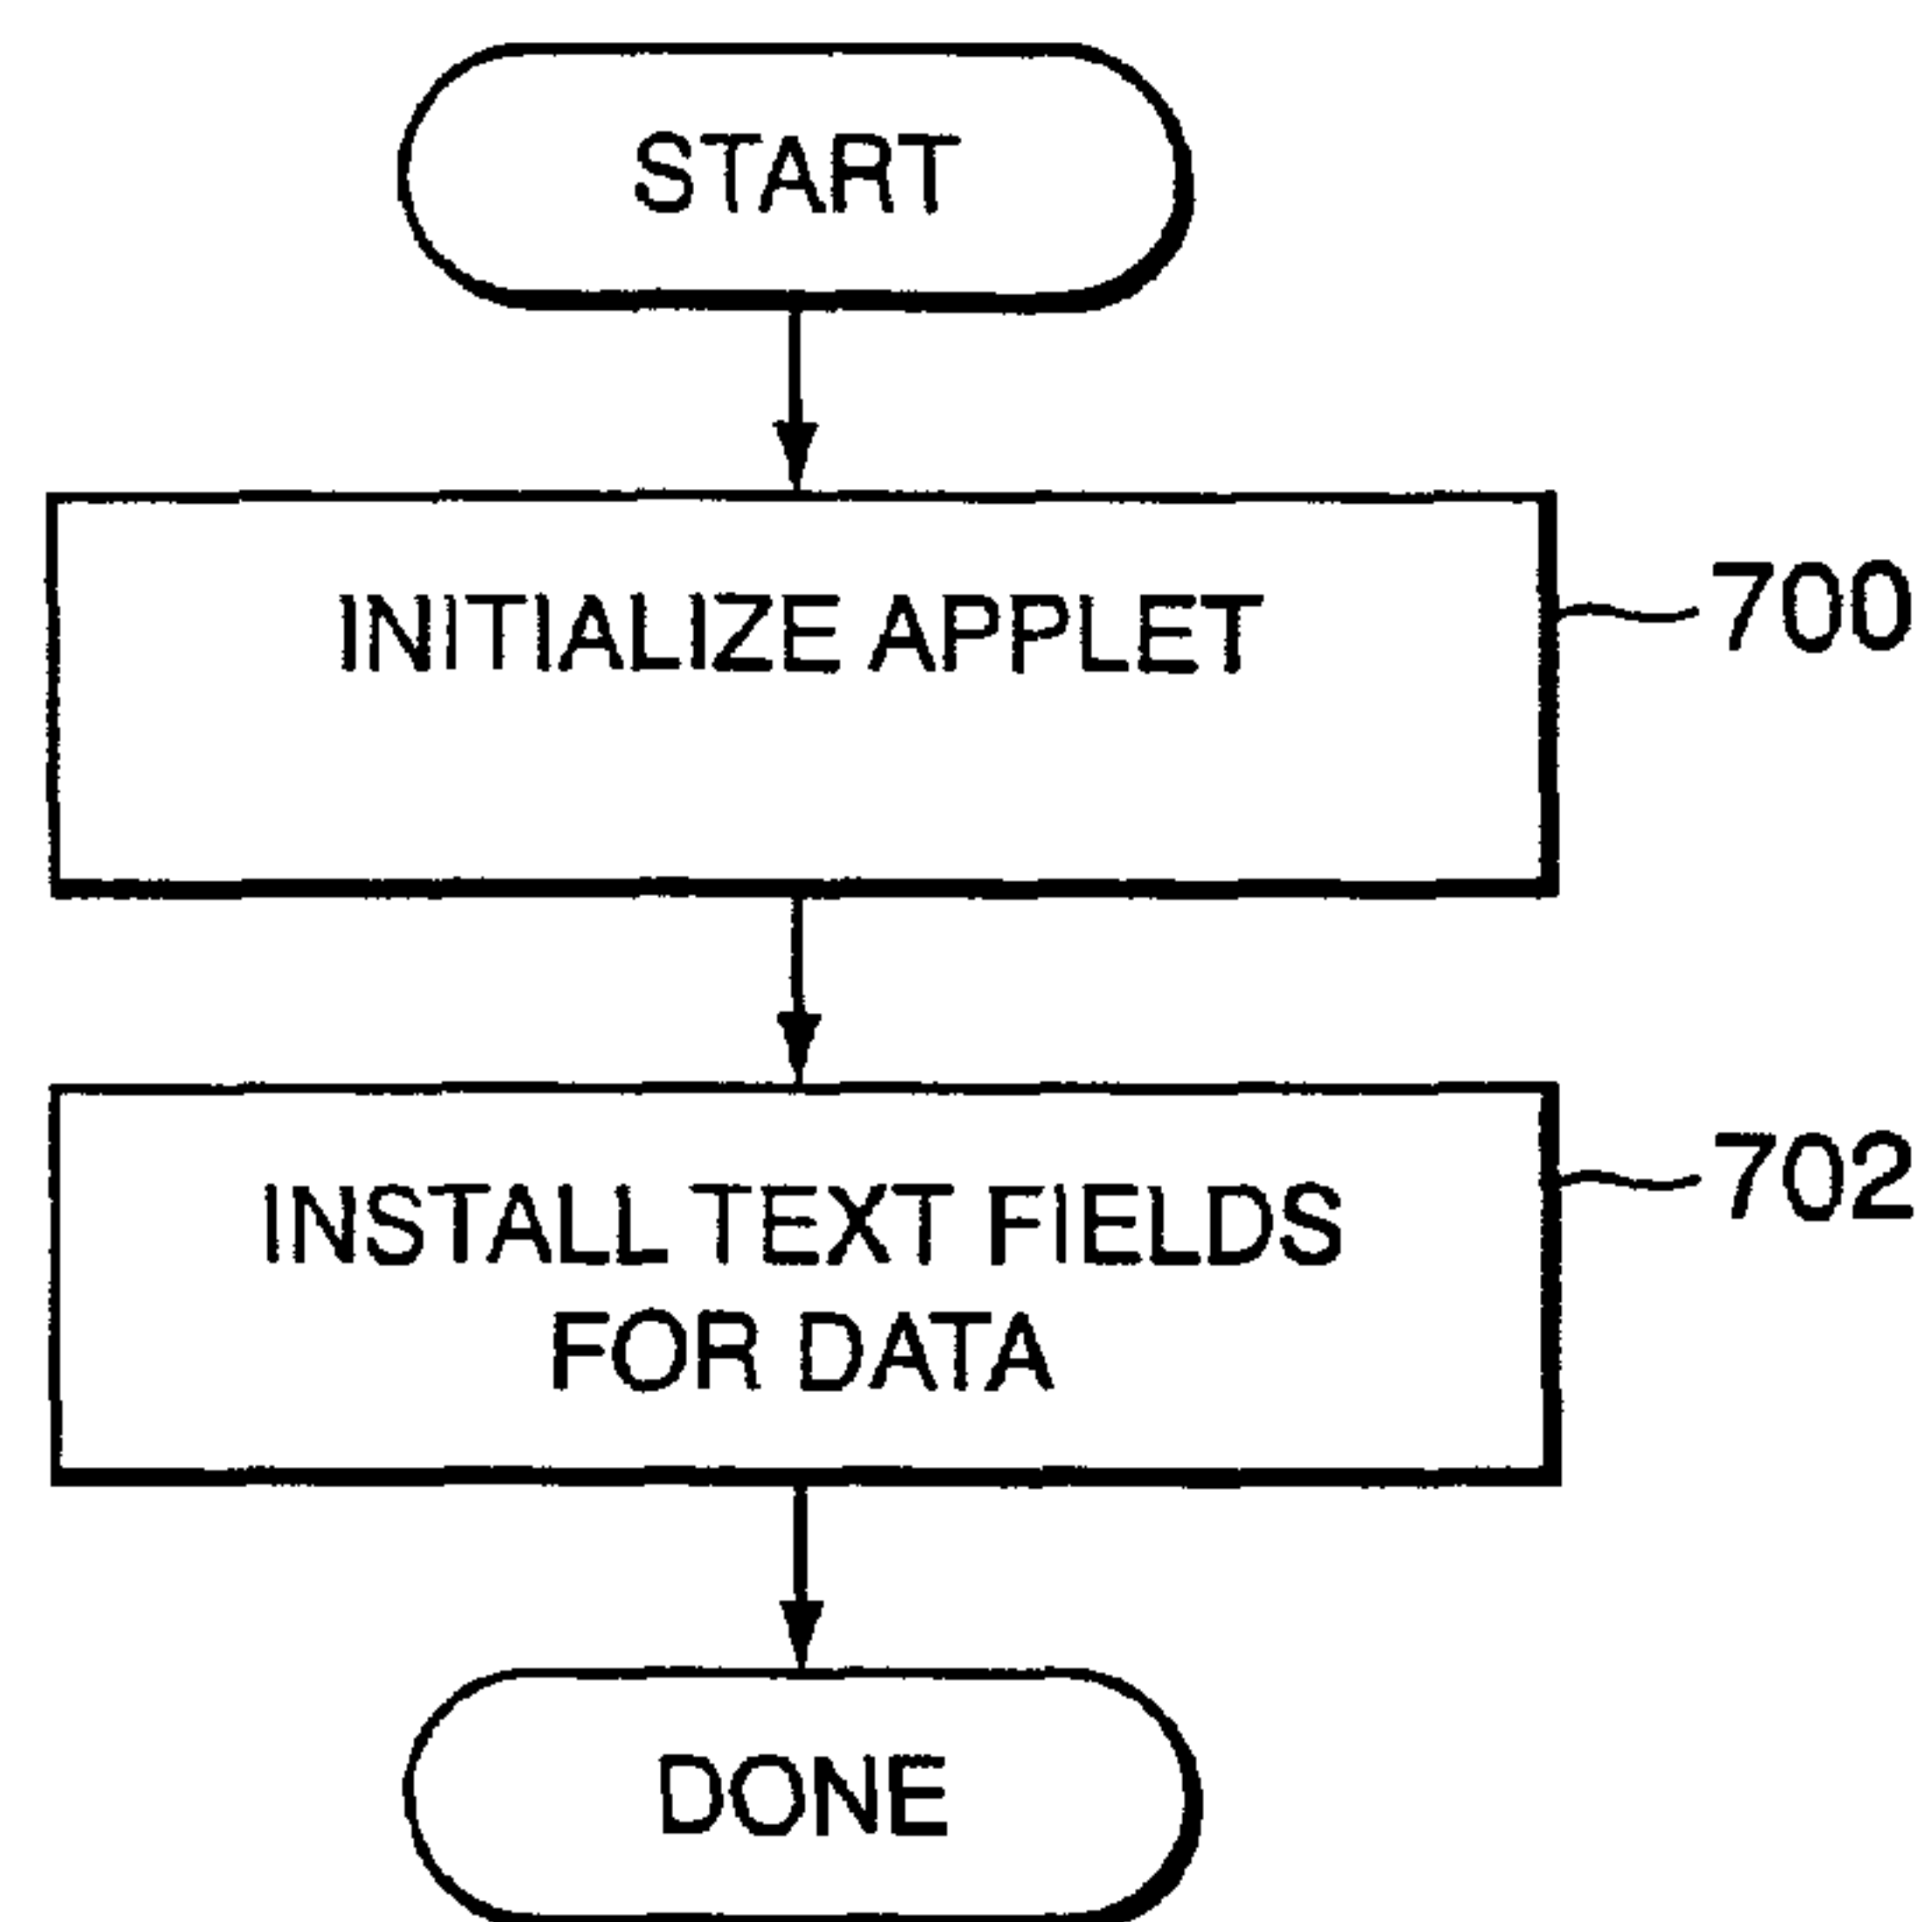 START
INITIALIZE APPLET
700
INSTALL TEXT FIELDS
FOR DATA
702
DONE